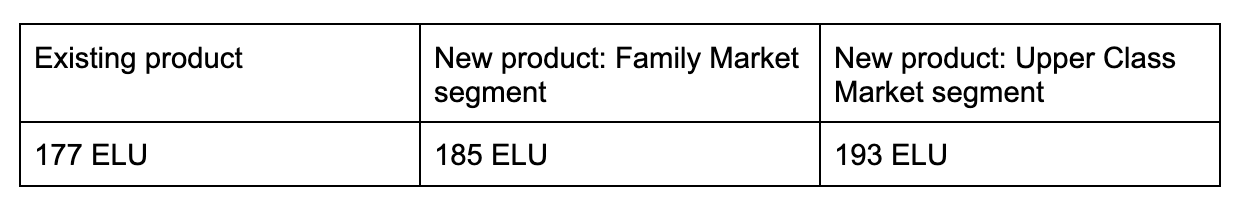 Existing product
New product: Family Market
segment
New product: Upper Class
Market segment
177 ELU
185 ELU
193 ELU